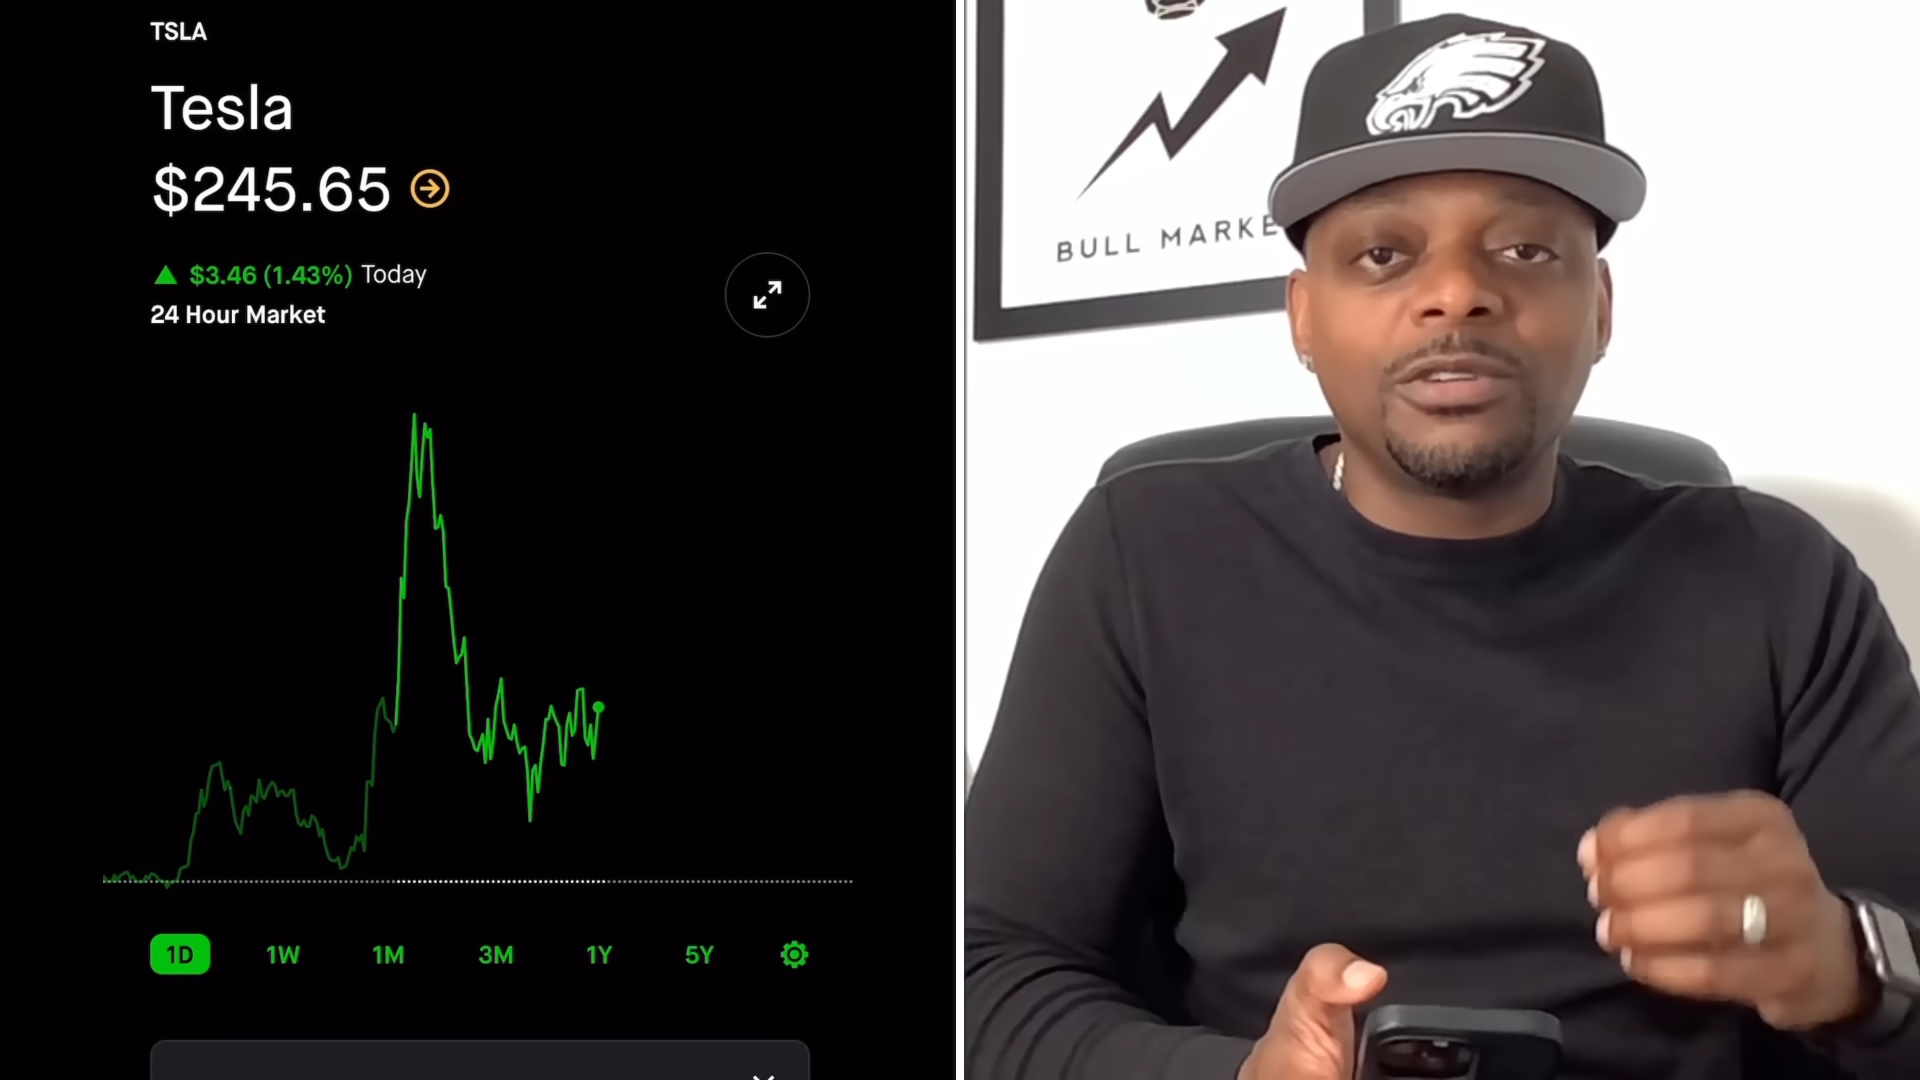 TSLA
Tesla
$245.65
$3.46 (1.43%) Today
24 Hour Market
1D 1W 1M 3M 1Y 5Y
BULL MARKE